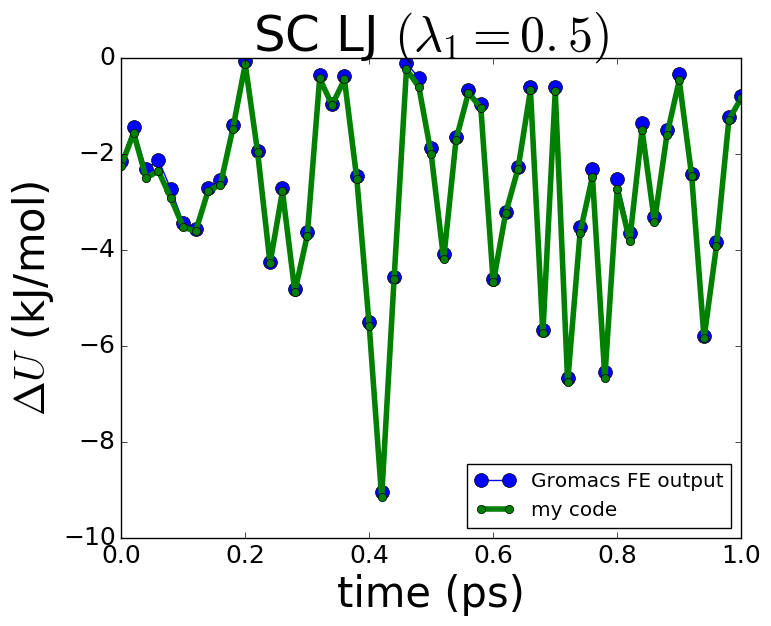 SC LJ (λ₁ = 0.5)
ΔU (kJ/mol)
0
−2
−4
−6
−8
−10
Gromacs FE output
my code
0.0 0.2 0.4 0.6 0.8 1.0
time (ps)